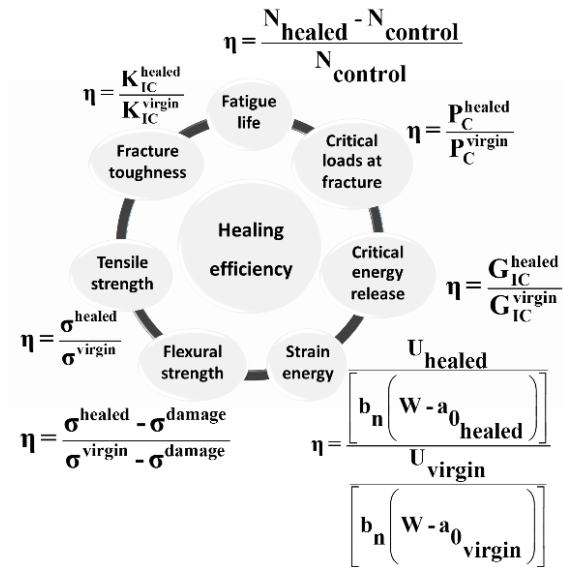 η = (N_healed - N_control) / N_control
η = K_IC^healed / K_IC^virgin
Fatigue
life
η = P_C^healed / P_C^virgin
Fracture
toughness
Critical
loads at
fracture
Healing
efficiency
Tensile
strength
Critical
energy
release
η = G_IC^healed / G_IC^virgin
η = σ^healed / σ^virgin
Flexural
strength
Strain
energy
η = (σ^healed - σ^damage) / (σ^virgin - σ^damage)
η = (U_healed / [b_n (W - a_0_healed)]) / (U_virgin / [b_n (W - a_0_virgin)])